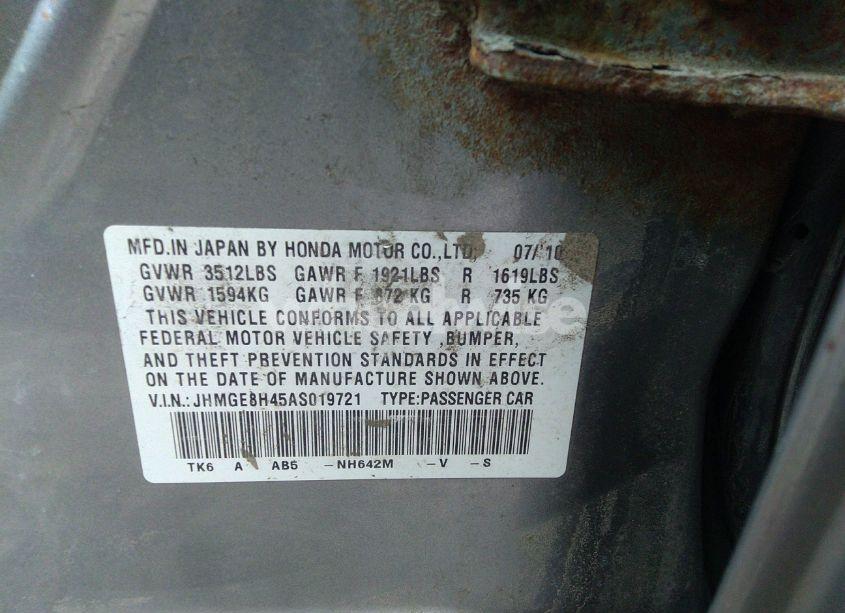 MFD.IN JAPAN BY HONDA MOTOR CO.,LTD. 07/'10
GVWR 3512LBS GAWR F 1921LBS R 1619LBS
GVWR 1594KG GAWR F 872 KG R 735 KG
THIS VEHICLE CONFORMS TO ALL APPLICABLE
FEDERAL MOTOR VEHICLE SAFETY ,BUMPER,
AND THEFT PREVENTION STANDARDS IN EFFECT
ON THE DATE OF MANUFACTURE SHOWN ABOVE.
V.I.N.: JHMGE8H45AS019721 TYPE:PASSENGER CAR
TK6 A AB5 -NH642M -V -S